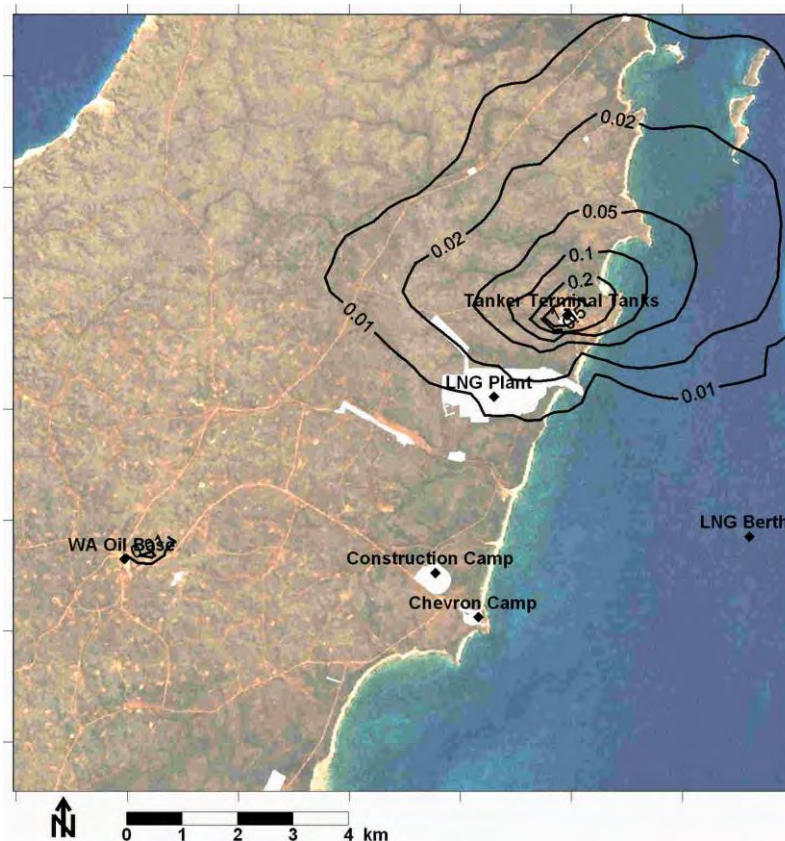 0.02
0.05
0.02
0.1
0.2
Tanker Terminal Tanks
0.01
LNG Plant
0.01
LNG Berth
WA Oil Base
Construction Camp
Chevron Camp
N
0 1 2 3 4 km